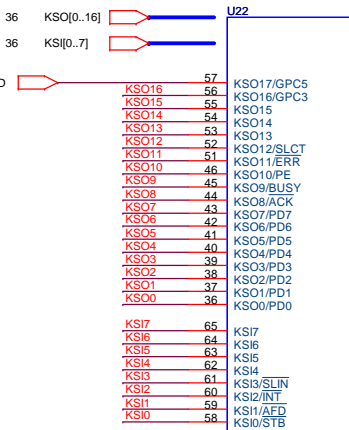 36 KSO[0..16]
U22
36 KSI[0..7]
D
57 KSO17/GPC5
KSO16 56 KSO16/GPC3
KSO15 55 KSO15
KSO14 54 KSO14
KSO13 53 KSO13
KSO12 52 KSO12/SLCT
KSO11 51 KSO11/ERR
KSO10 46 KSO10/PE
KSO9 45 KSO9/BUSY
KSO8 44 KSO8/ACK
KSO7 43 KSO7/PD7
KSO6 42 KSO6/PD6
KSO5 41 KSO5/PD5
KSO4 40 KSO4/PD4
KSO3 39 KSO3/PD3
KSO2 38 KSO2/PD2
KSO1 37 KSO1/PD1
KSO0 36 KSO0/PD0
KSI7 65 KSI7
KSI6 64 KSI6
KSI5 63 KSI5
KSI4 62 KSI4
KSI3 61 KSI3/SLIN
KSI2 60 KSI2/INT
KSI1 59 KSI1/AFD
KSI0 58 KSI0/STB